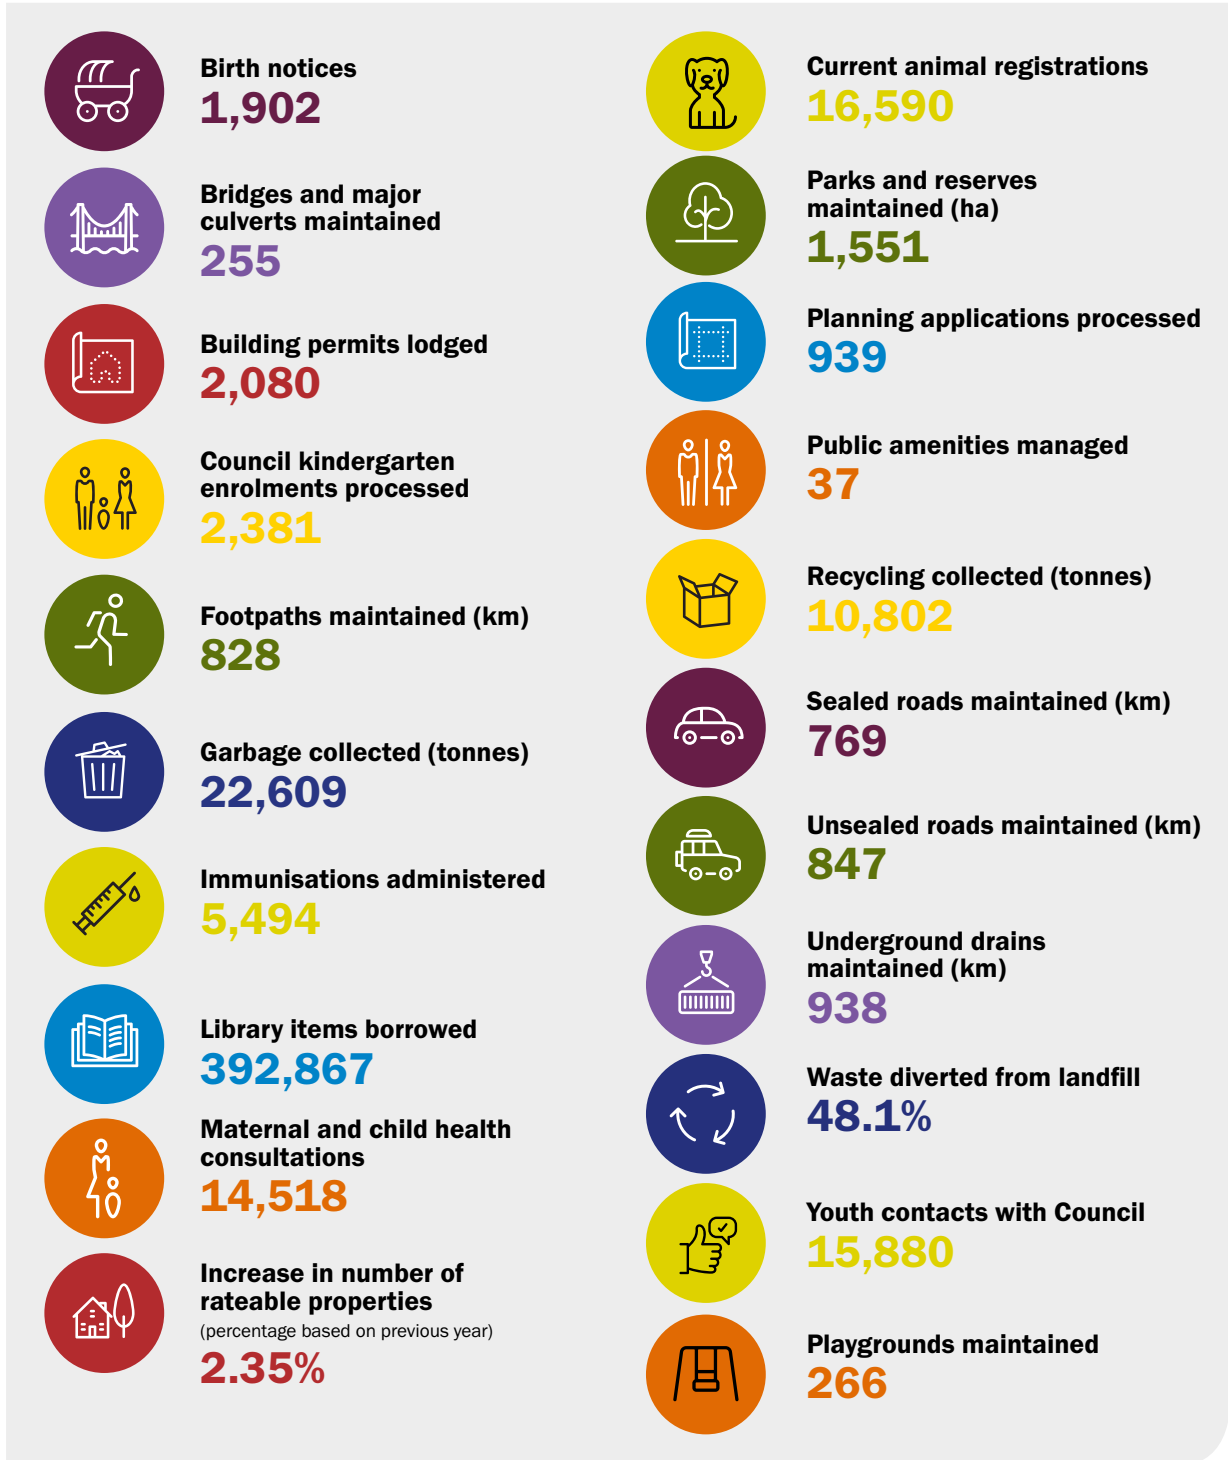 Birth notices
1,902
Bridges and major
culverts maintained
255
Building permits lodged
2,080
Council kindergarten
enrolments processed
2,381
Footpaths maintained (km)
828
Garbage collected (tonnes)
22,609
Immunisations administered
5,494
Library items borrowed
392,867
Maternal and child health
consultations
14,518
Increase in number of
rateable properties
(percentage based on previous year)
2.35%
Current animal registrations
16,590
Parks and reserves
maintained (ha)
1,551
Planning applications processed
939
Public amenities managed
37
Recycling collected (tonnes)
10,802
Sealed roads maintained (km)
769
Unsealed roads maintained (km)
847
Underground drains
maintained (km)
938
Waste diverted from landfill
48.1%
Youth contacts with Council
15,880
Playgrounds maintained
266